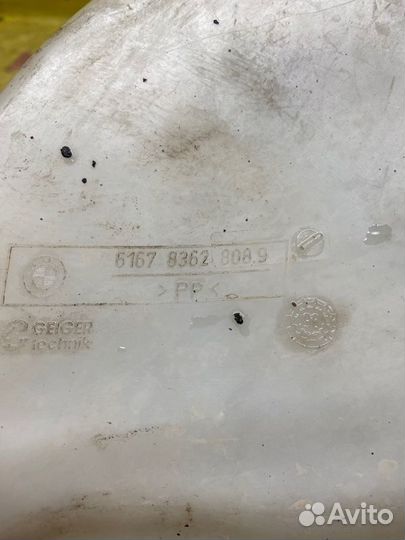 6167 8362 808.9
>PP<
GEIGER
technik
Avito